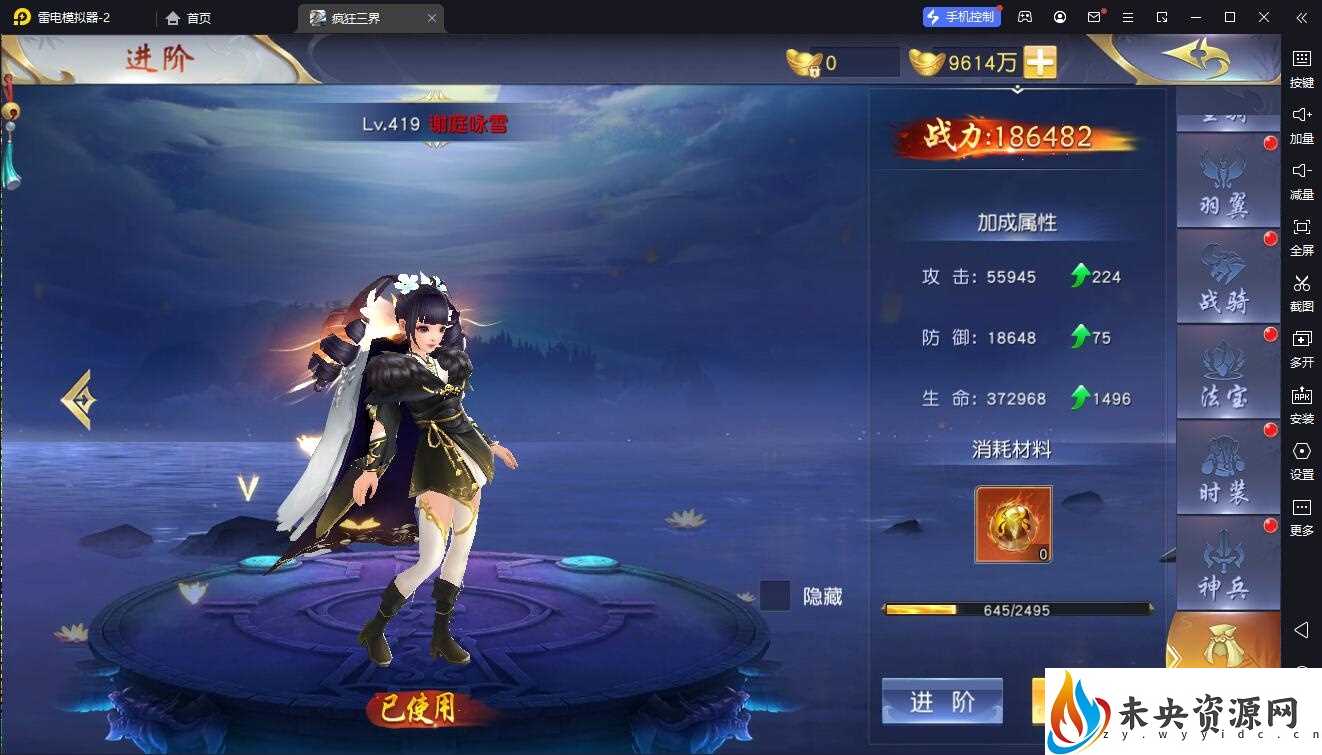 雷电模拟器-2
首页
疯狂三界
手机控制
进阶
0
9614万
Lv.419 谢庭咏雪
战力:186482
加成属性
攻 击: 55945 224
防 御: 18648 75
生 命: 372968 1496
消耗材料
0
645/2495
隐藏
已使用
进 阶
羽翼
战骑
法宝
时装
神兵
按键
加量
减量
全屏
截图
多开
安装
设置
更多
未央资源网
zy.wyyidc.cn